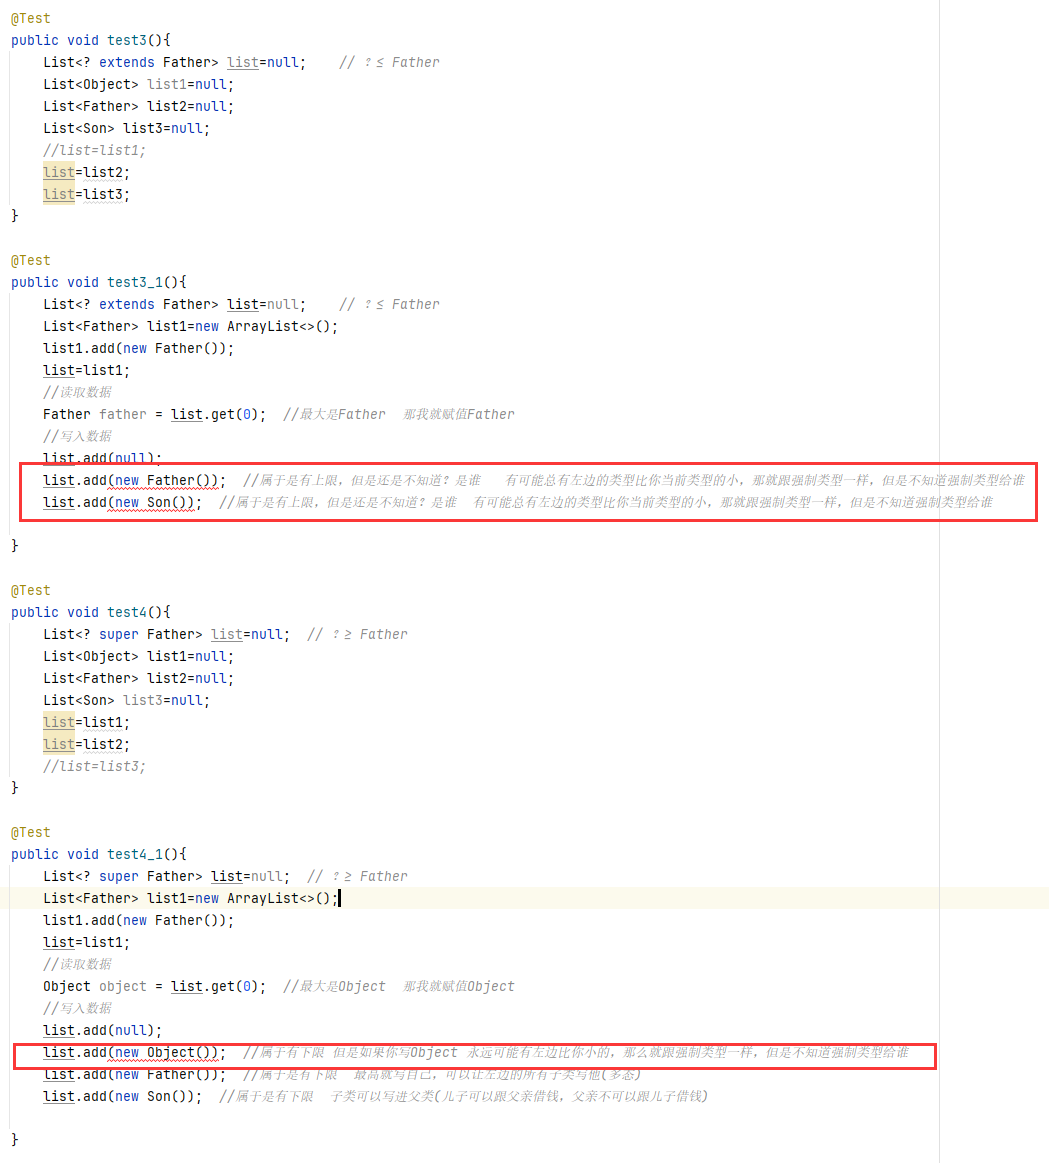 @Test
public void test3(){
    List<? extends Father> list=null;    // ？≤ Father
    List<Object> list1=null;
    List<Father> list2=null;
    List<Son> list3=null;
    //list=list1;
    list=list2;
    list=list3;
}
@Test
public void test3_1(){
    List<? extends Father> list=null;    // ？≤ Father
    List<Father> list1=new ArrayList<>();
    list1.add(new Father());
    list=list1;
    //读取数据
    Father father = list.get(0);  //最大是Father  那我就赋值Father
    //写入数据
    list.add(null);
    list.add(new Father());  //属于是有上限，但是还是不知道？是谁   有可能总有左边的类型比你当前类型的小，那就跟强制类型一样，但是不知道强制类型给谁
    list.add(new Son());  //属于是有上限，但是还是不知道？是谁  有可能总有左边的类型比你当前类型的小，那就跟强制类型一样，但是不知道强制类型给谁
}
@Test
public void test4(){
    List<? super Father> list=null;  // ？≥ Father
    List<Object> list1=null;
    List<Father> list2=null;
    List<Son> list3=null;
    list=list1;
    list=list2;
    //list=list3;
}
@Test
public void test4_1(){
    List<? super Father> list=null;  // ？≥ Father
    List<Father> list1=new ArrayList<>();
    list1.add(new Father());
    list=list1;
    //读取数据
    Object object = list.get(0);  //最大是Object  那我就赋值Object
    //写入数据
    list.add(null);
    list.add(new Object());  //属于有下限 但是如果你写Object 永远可能有左边比你小的，那么就跟强制类型一样，但是不知道强制类型给谁
    list.add(new Father());  //属于是有下限  最高就写自己，可以让左边的所有子类写他(多态)
    list.add(new Son());  //属于是有下限  子类可以写进父类(儿子可以跟父亲借钱，父亲不可以跟儿子借钱)
}